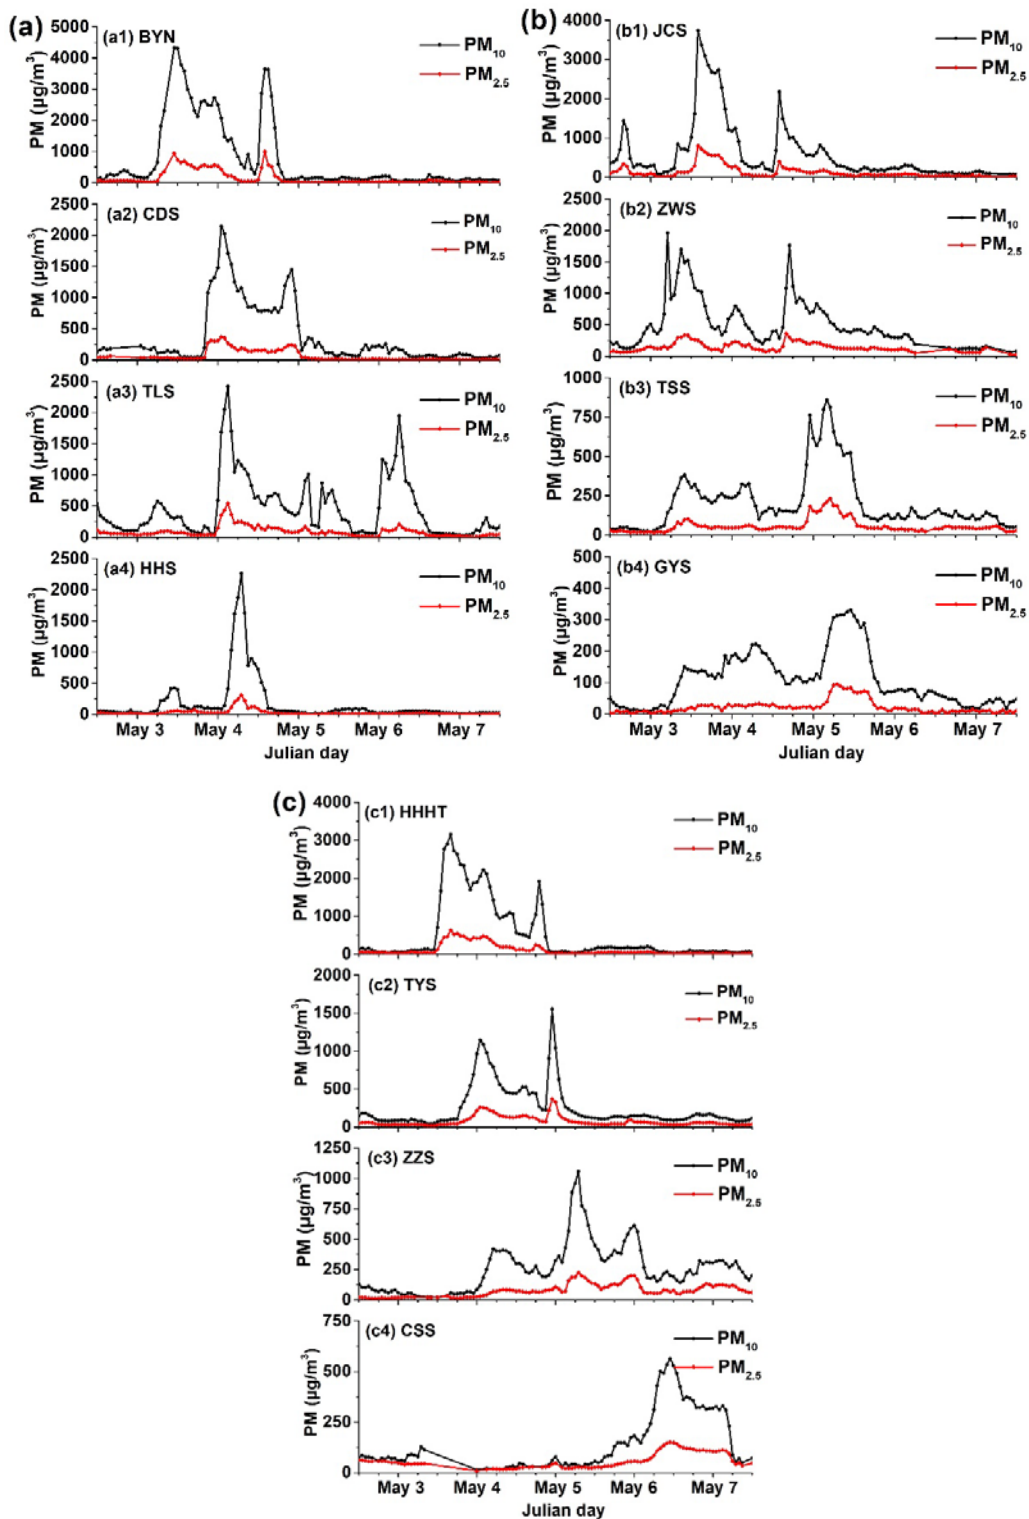 (a)
(a1) BYN
PM10
PM2.5
PM (μg/m³)
5000
4000
3000
2000
1000
0
(a2) CDS
PM10
PM2.5
PM (μg/m³)
2500
2000
1500
1000
500
0
(a3) TLS
PM10
PM2.5
PM (μg/m³)
2500
2000
1500
1000
500
0
(a4) HHS
PM10
PM2.5
PM (μg/m³)
2500
2000
1500
1000
500
0
May 3 May 4 May 5 May 6 May 7
Julian day
(b)
(b1) JCS
PM10
PM2.5
PM (μg/m³)
4000
3000
2000
1000
0
(b2) ZWS
PM10
PM2.5
PM (μg/m³)
2500
2000
1500
1000
500
0
(b3) TSS
PM10
PM2.5
PM (μg/m³)
1000
750
500
250
0
(b4) GYS
PM10
PM2.5
PM (μg/m³)
500
400
300
200
100
0
May 3 May 4 May 5 May 6 May 7
Julian day
(c)
(c1) HHHT
PM10
PM2.5
PM (μg/m³)
4000
3000
2000
1000
0
(c2) TYS
PM10
PM2.5
PM (μg/m³)
2000
1500
1000
500
0
(c3) ZZS
PM10
PM2.5
PM (μg/m³)
1250
1000
750
500
250
0
(c4) CSS
PM10
PM2.5
PM (μg/m³)
750
500
250
0
May 3 May 4 May 5 May 6 May 7
Julian day